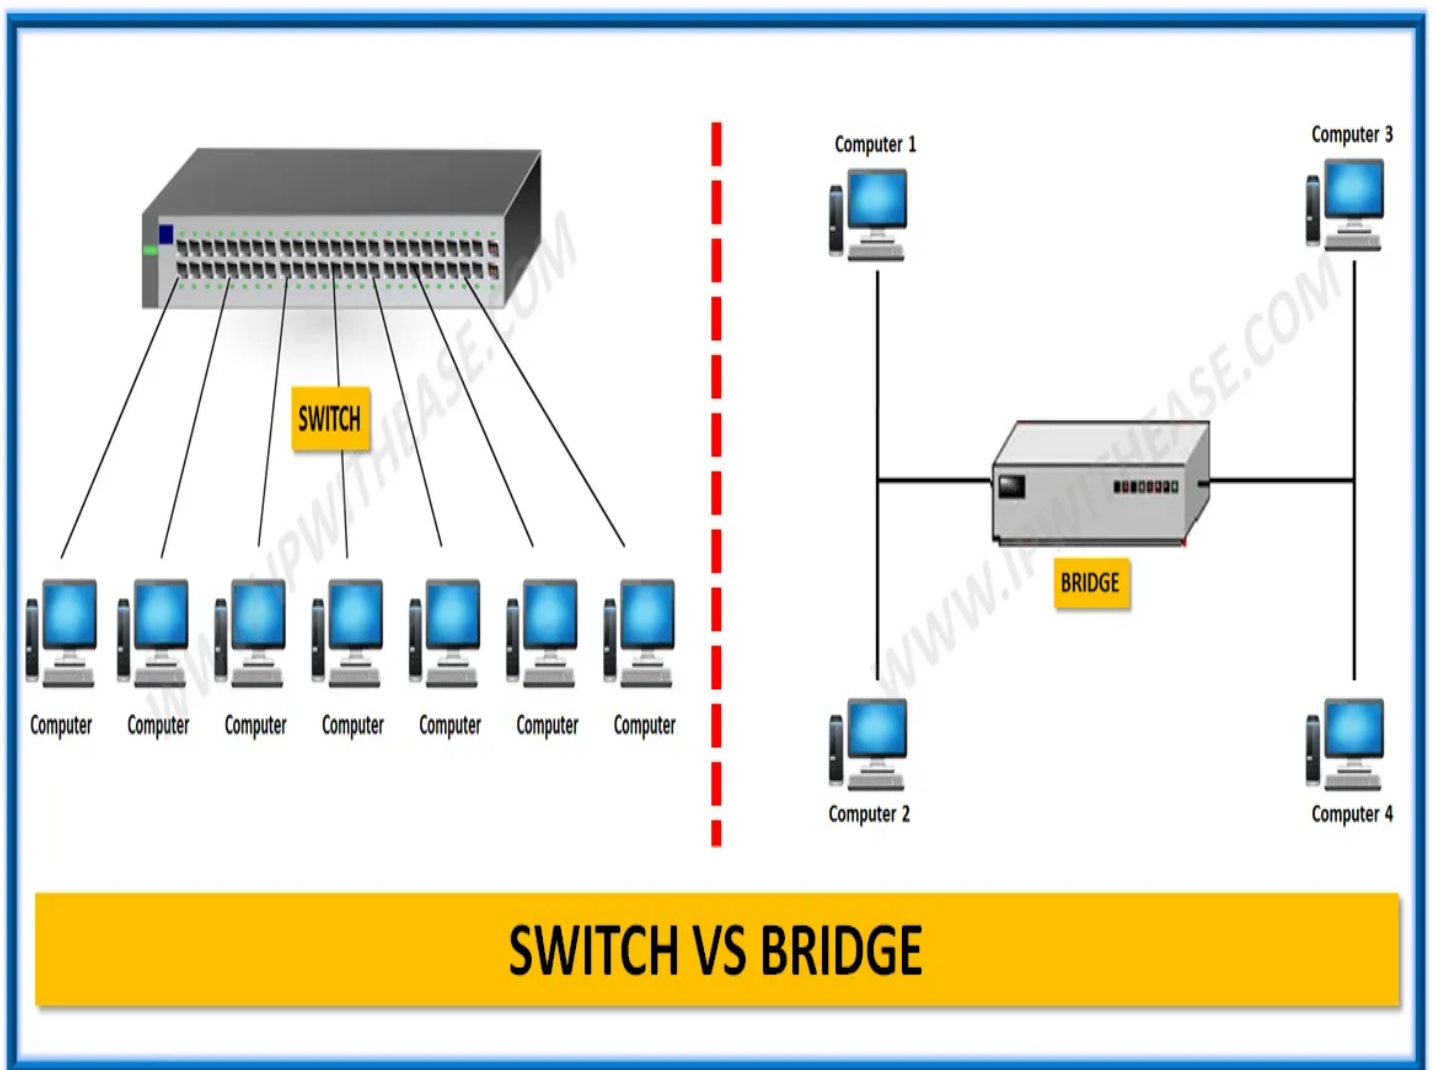 SWITCH
Computer
Computer
Computer
Computer
Computer
Computer
Computer
WWW.IPWITHEASE.COM
Computer 1
Computer 3
BRIDGE
Computer 2
Computer 4
WWW.IPWITHEASE.COM
SWITCH VS BRIDGE